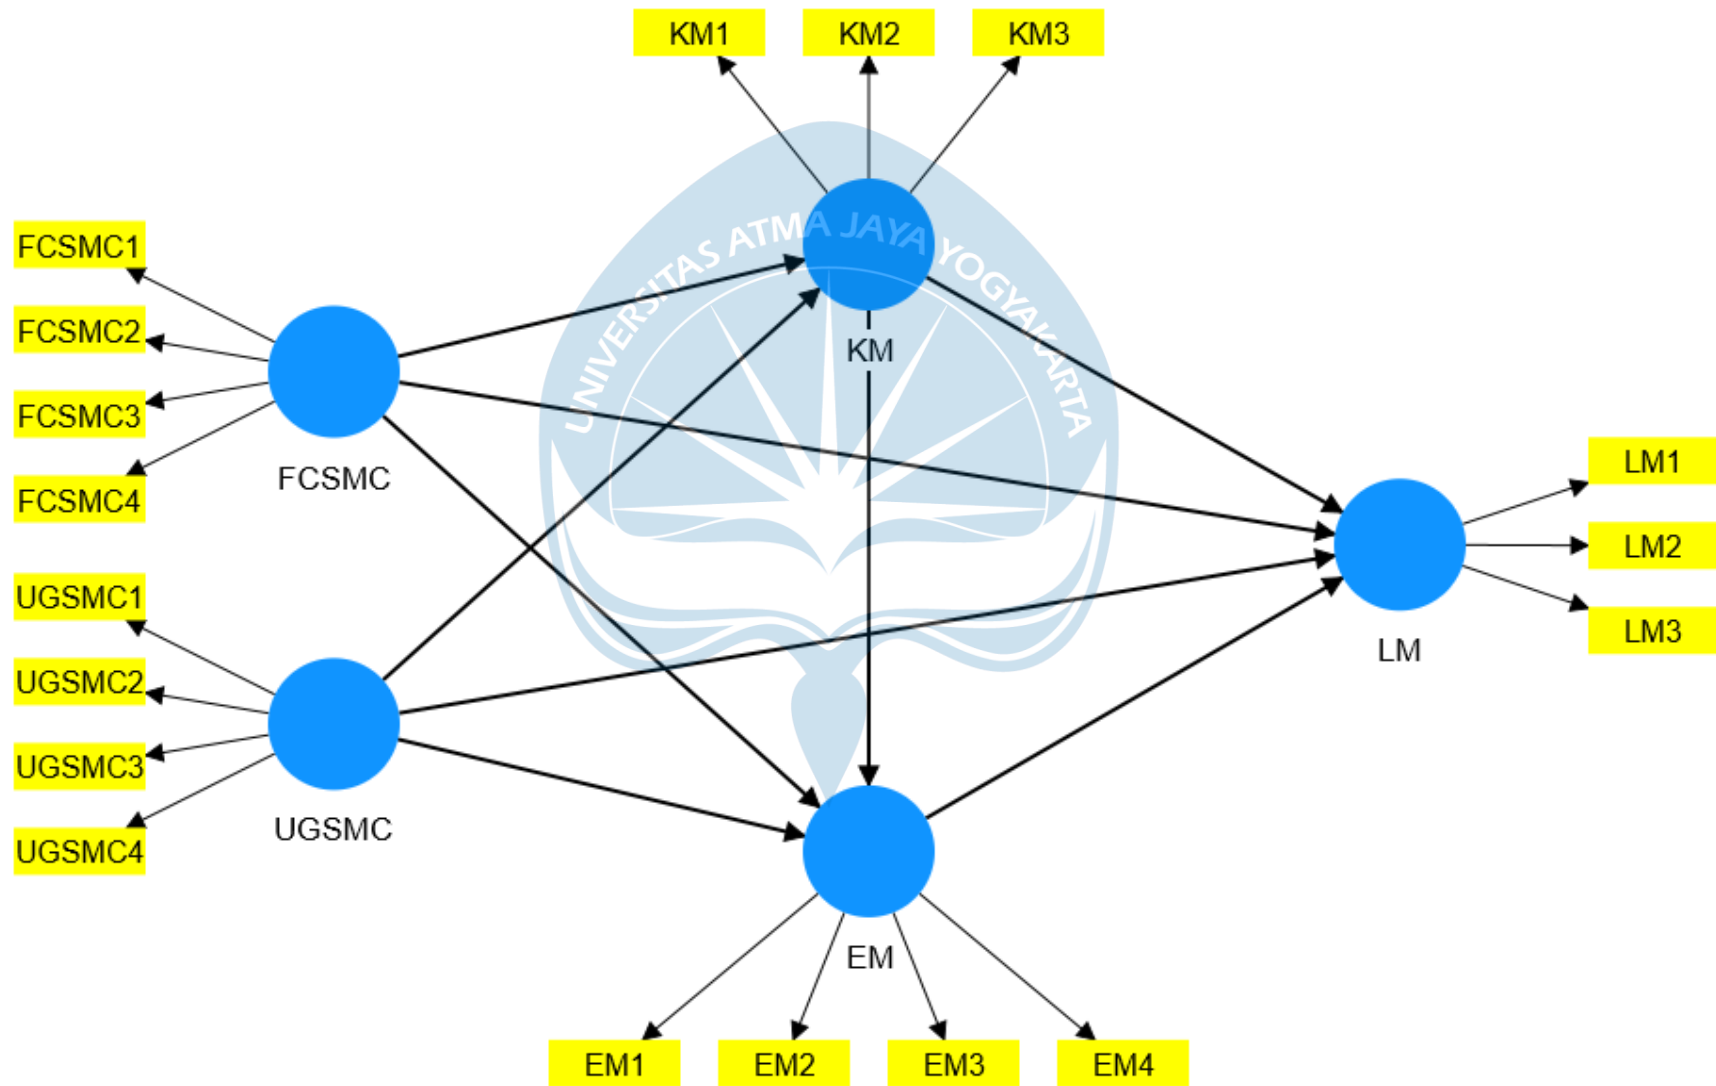 KM1
KM2
KM3
UNIVERSITAS ATMA JAYA YOGYAKARTA
FCSMC1
FCSMC2
FCSMC3
FCSMC4
FCSMC
KM
UGSMC1
UGSMC2
UGSMC3
UGSMC4
UGSMC
LM1
LM2
LM3
LM
EM
EM1
EM2
EM3
EM4